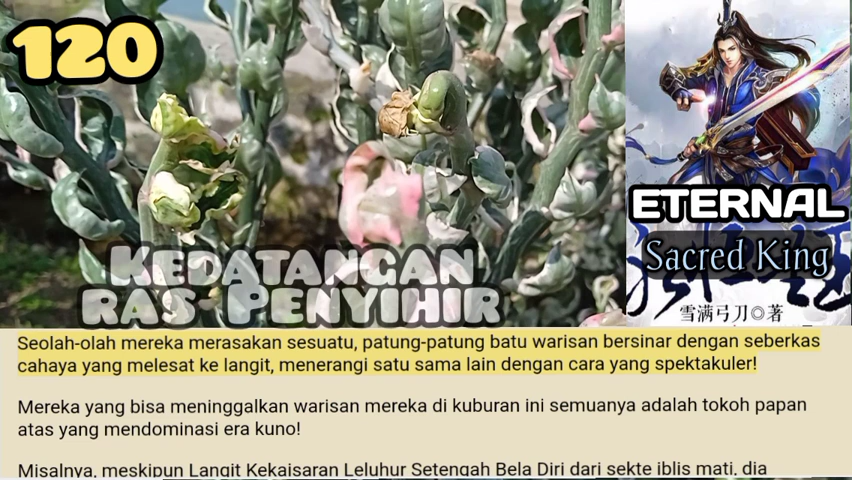 120
ETERNAL
Sacred King
雪满弓刀◎著
KEDATANGAN
RAS PENYIHIR
Seolah-olah mereka merasakan sesuatu, patung-patung batu warisan bersinar dengan seberkas
cahaya yang melesat ke langit, menerangi satu sama lain dengan cara yang spektakuler!
Mereka yang bisa meninggalkan warisan mereka di kuburan ini semuanya adalah tokoh papan
atas yang mendominasi era kuno!
Misalnya, meskipun Langit Kekaisaran Leluhur Setengah Bela Diri dari sekte iblis mati, dia